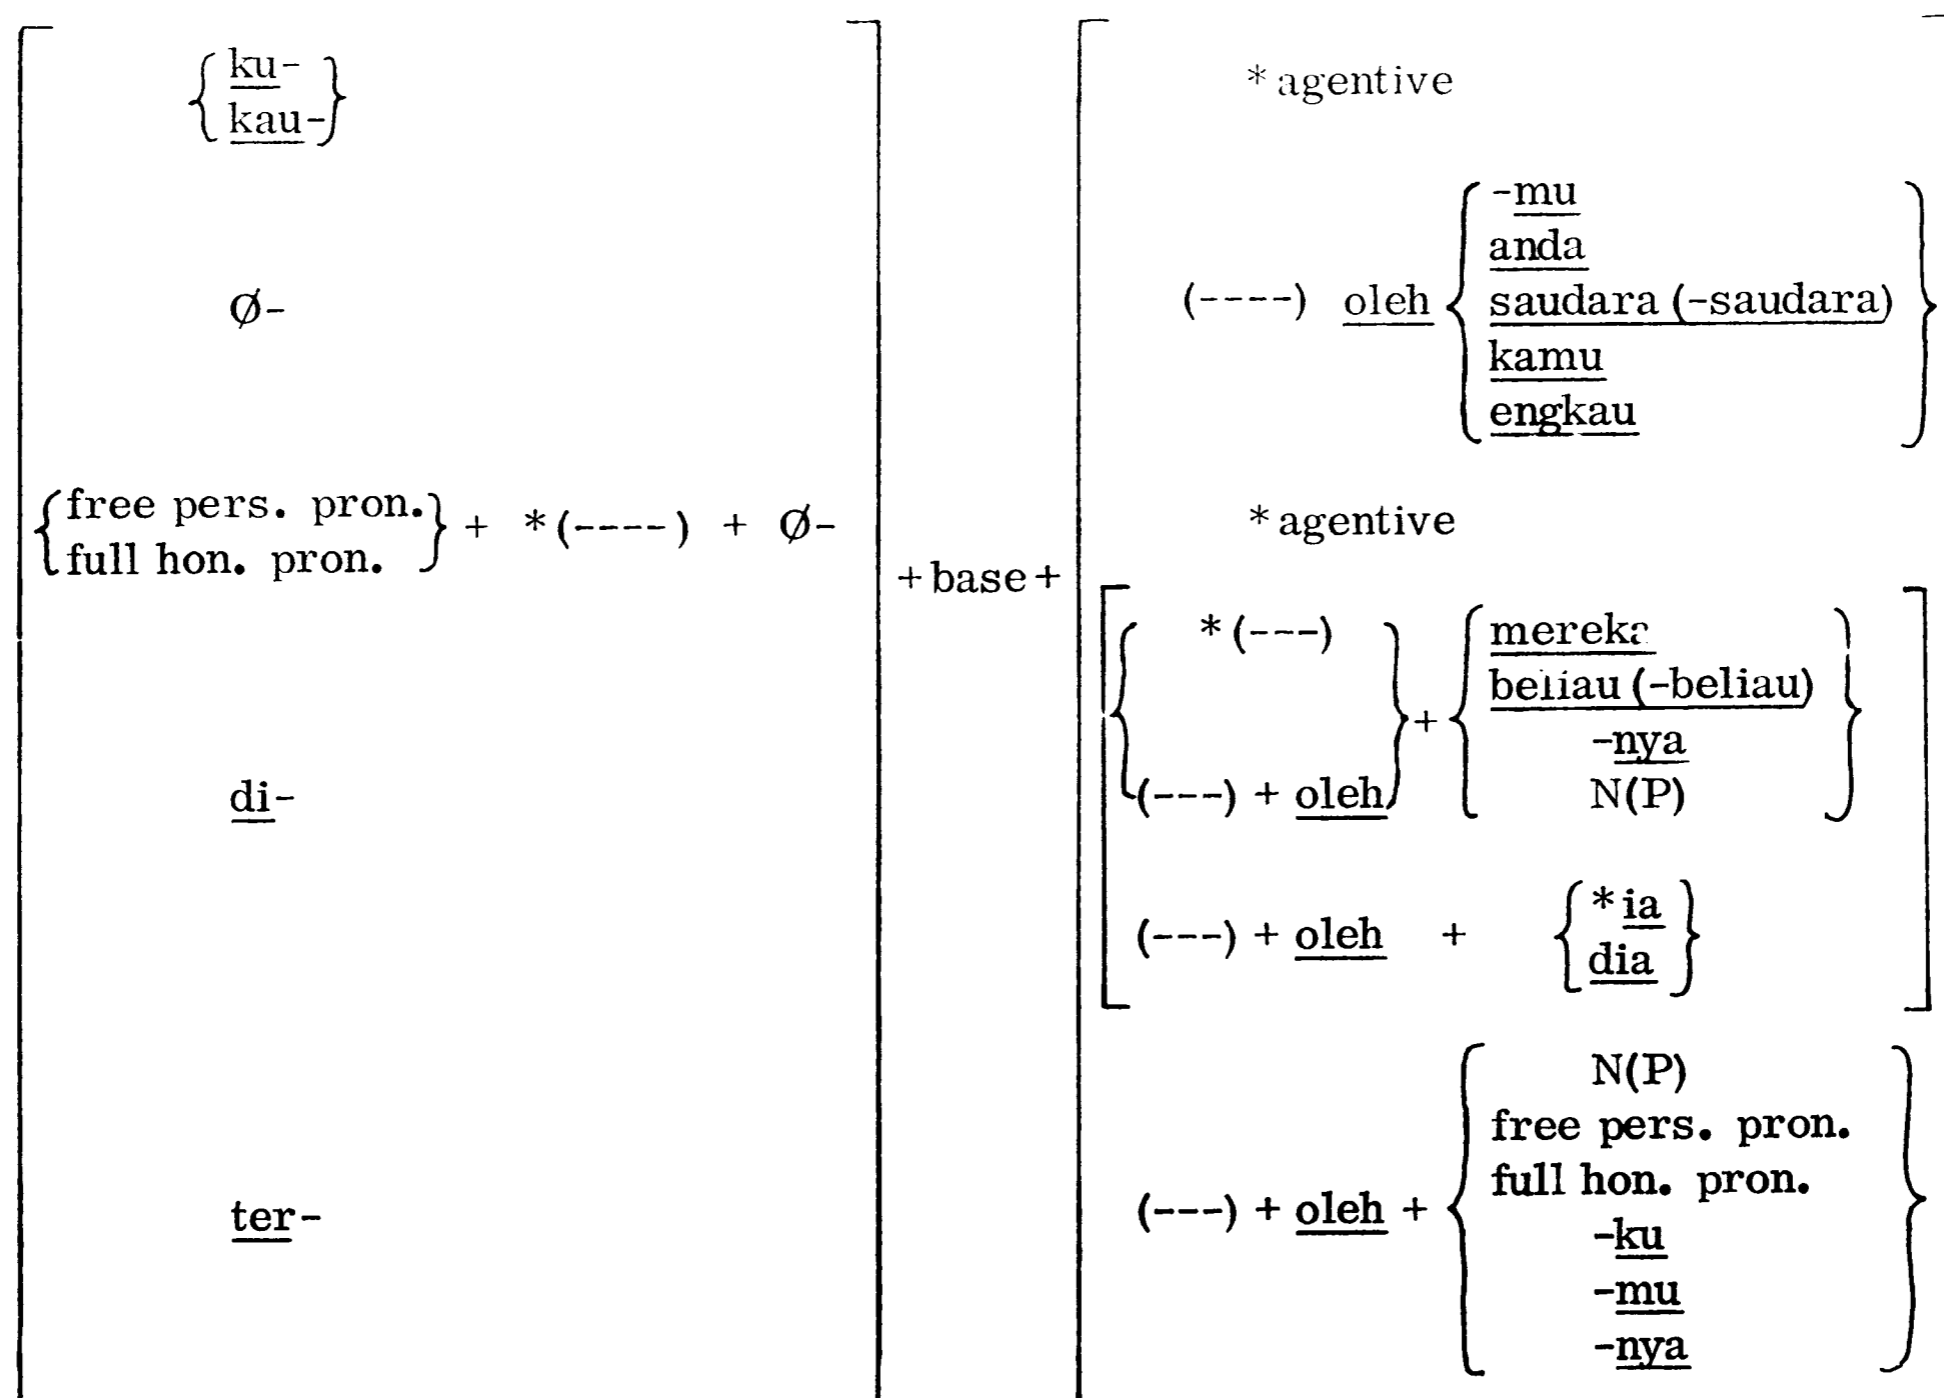 ku-
kau-
* agentive
Ø-
(----) oleh
-mu
anda
saudara (-saudara)
kamu
engkau
free pers. pron.
full hon. pron.
+ *(----) + Ø-
* agentive
+ base +
di-
*(---)
(---) + oleh
+
mereka
beliau (-beliau)
-nya
N(P)
(---) + oleh +
* ia
dia
ter-
(---) + oleh +
N(P)
free pers. pron.
full hon. pron.
-ku
-mu
-nya